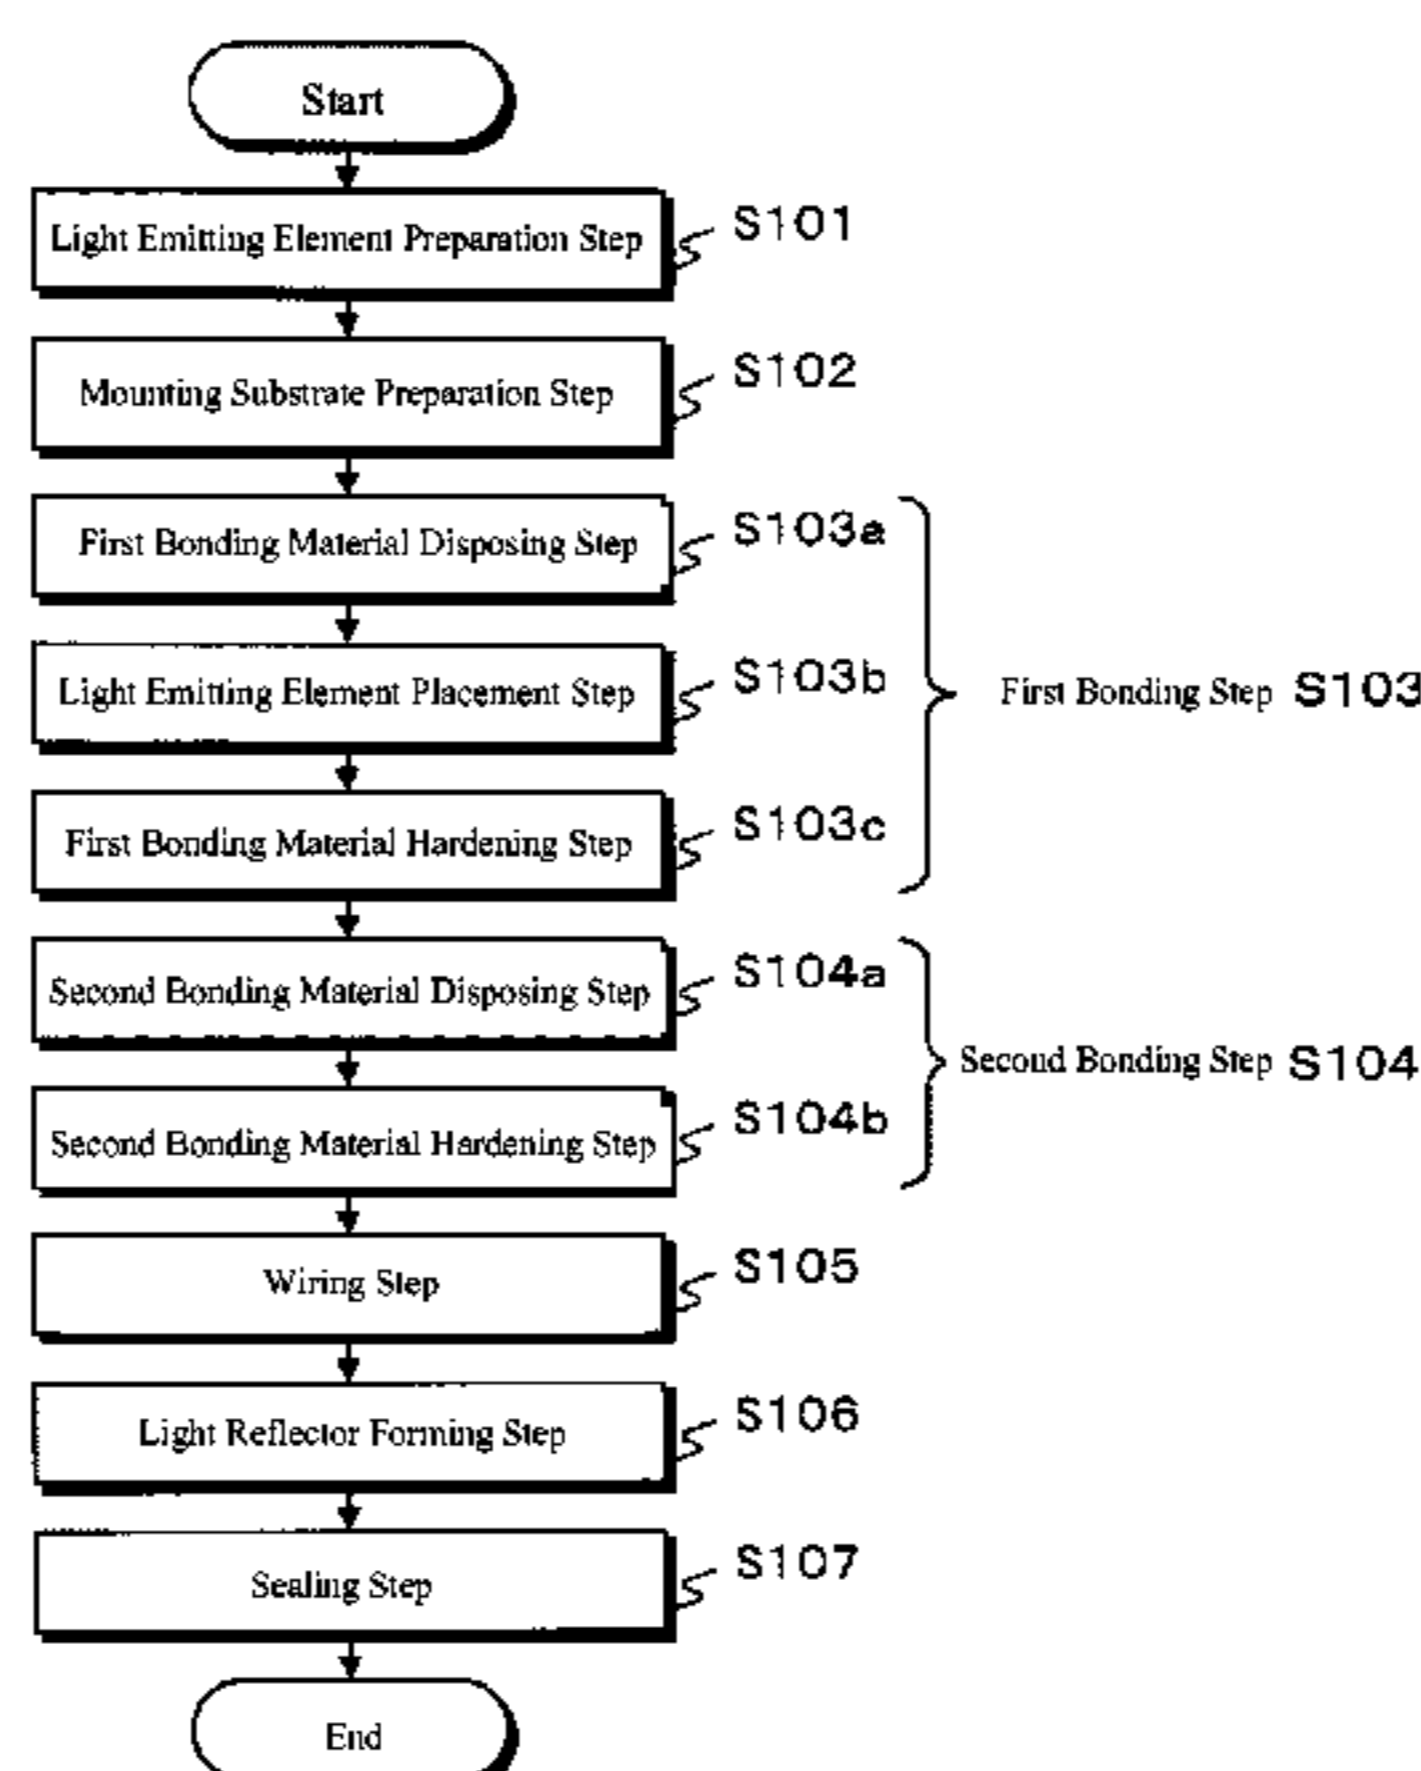 Start
Light Emitting Element Preparation Step S101
Mounting Substrate Preparation Step S102
First Bonding Material Disposing Step S103a
Light Emitting Element Placement Step S103b
First Bonding Step S103
First Bonding Material Hardening Step S103c
Second Bonding Material Disposing Step S104a
Second Bonding Step S104
Second Bonding Material Hardening Step S104b
Wiring Step S105
Light Reflector Forming Step S106
Sealing Step S107
End